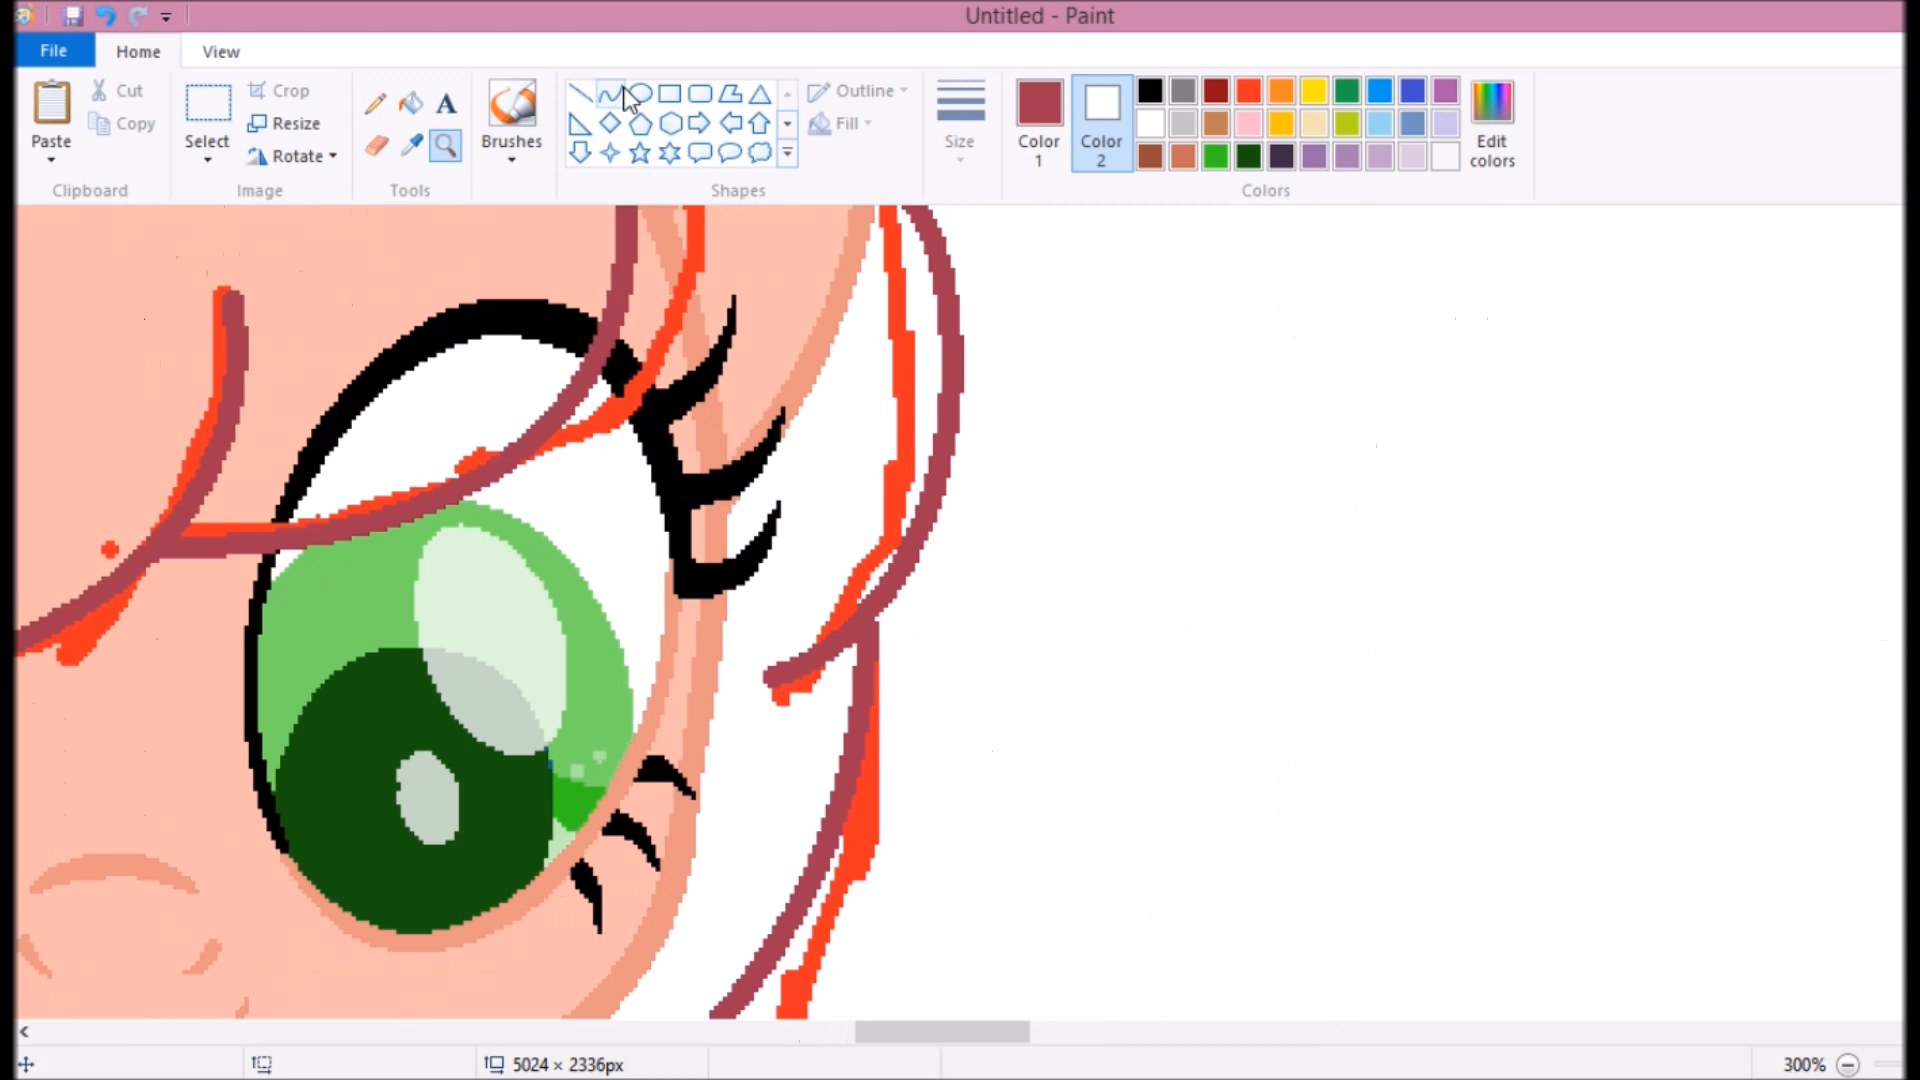 Untitled - Paint
File Home View
Paste Cut Copy Clipboard
Select Crop Resize Rotate Image
A Tools
Brushes
Shapes Outline Fill
Size
Color 1 Color 2 Edit colors Colors
5024 × 2336px 300%